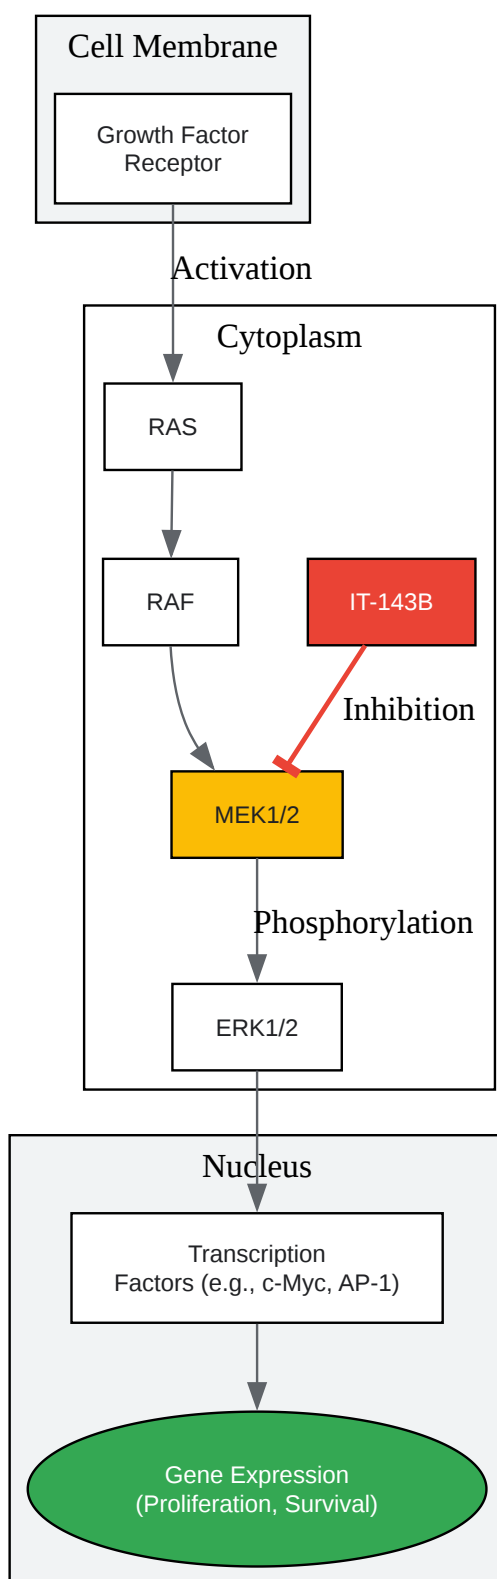 Cell Membrane
Growth Factor
Receptor
Activation
Cytoplasm
RAS
RAF
IT-143B
Inhibition
MEK1/2
Phosphorylation
ERK1/2
Nucleus
Transcription
Factors (e.g., c-Myc, AP-1)
Gene Expression
(Proliferation, Survival)